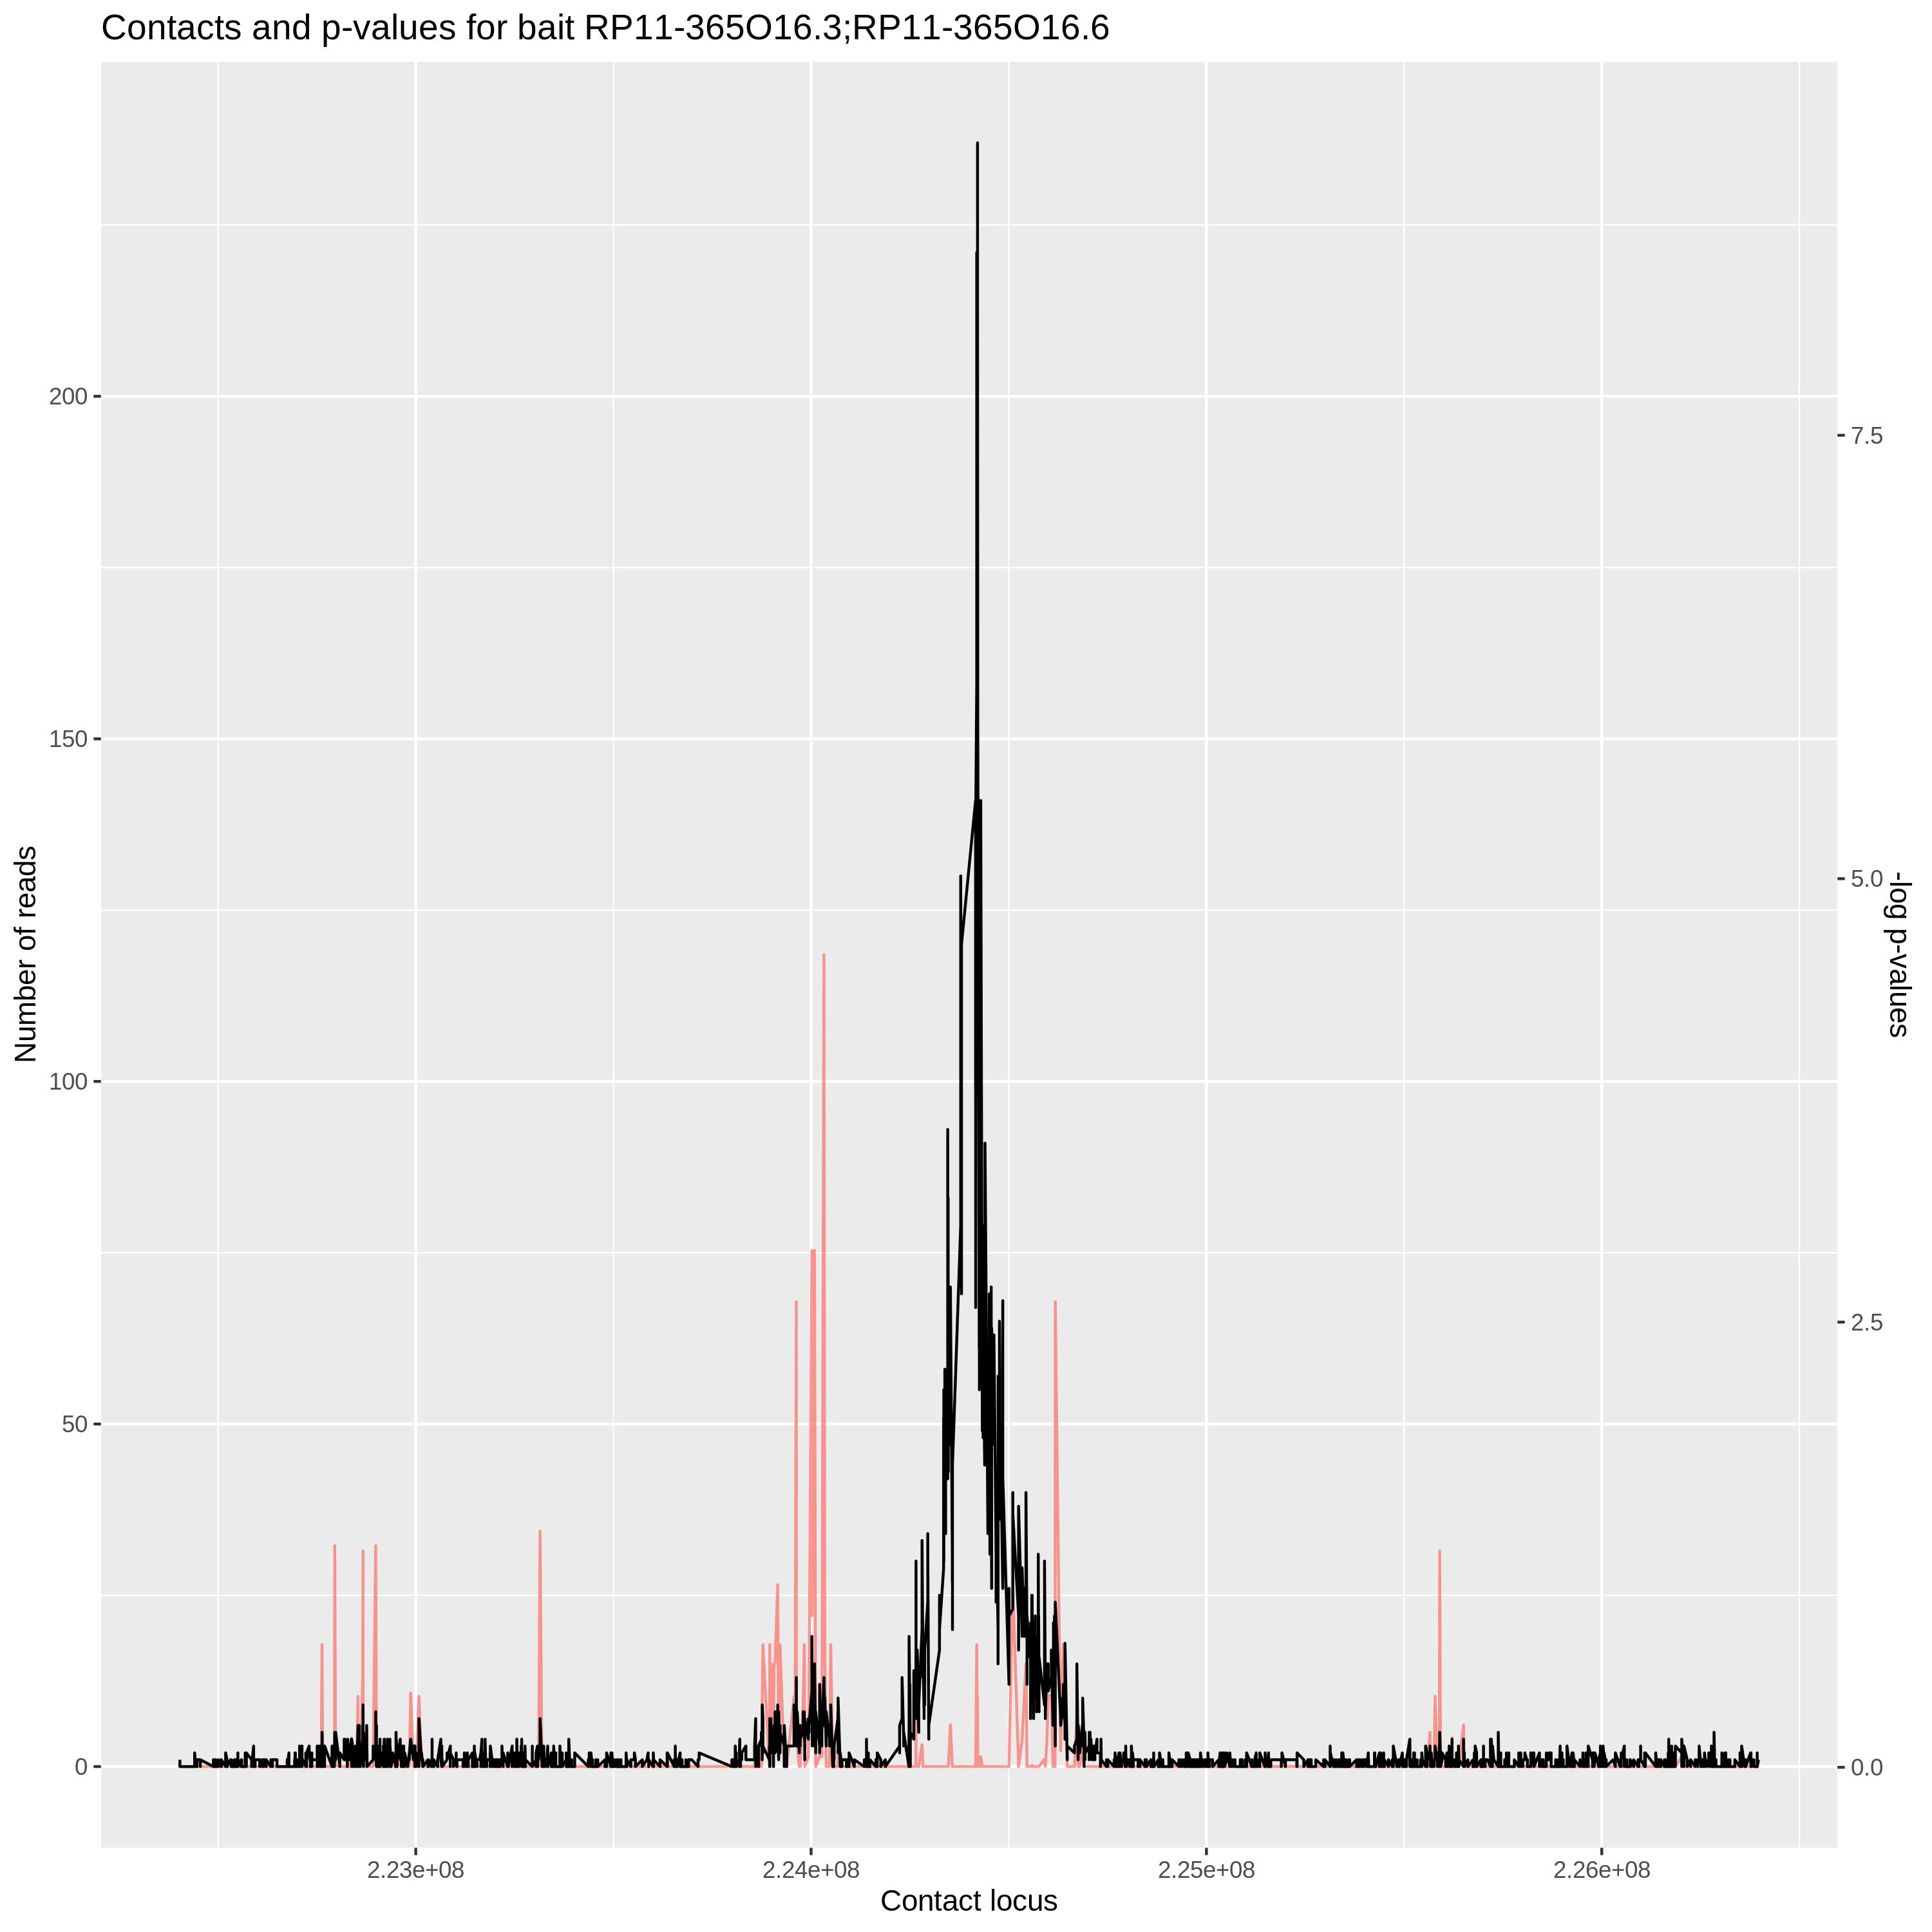 Contacts and p-values for bait RP11-365O16.3;RP11-365O16.6
200
150
100
50
0
Number of reads
7.5
5.0
2.5
0.0
-log p-values
2.23e+08
2.24e+08
2.25e+08
2.26e+08
Contact locus